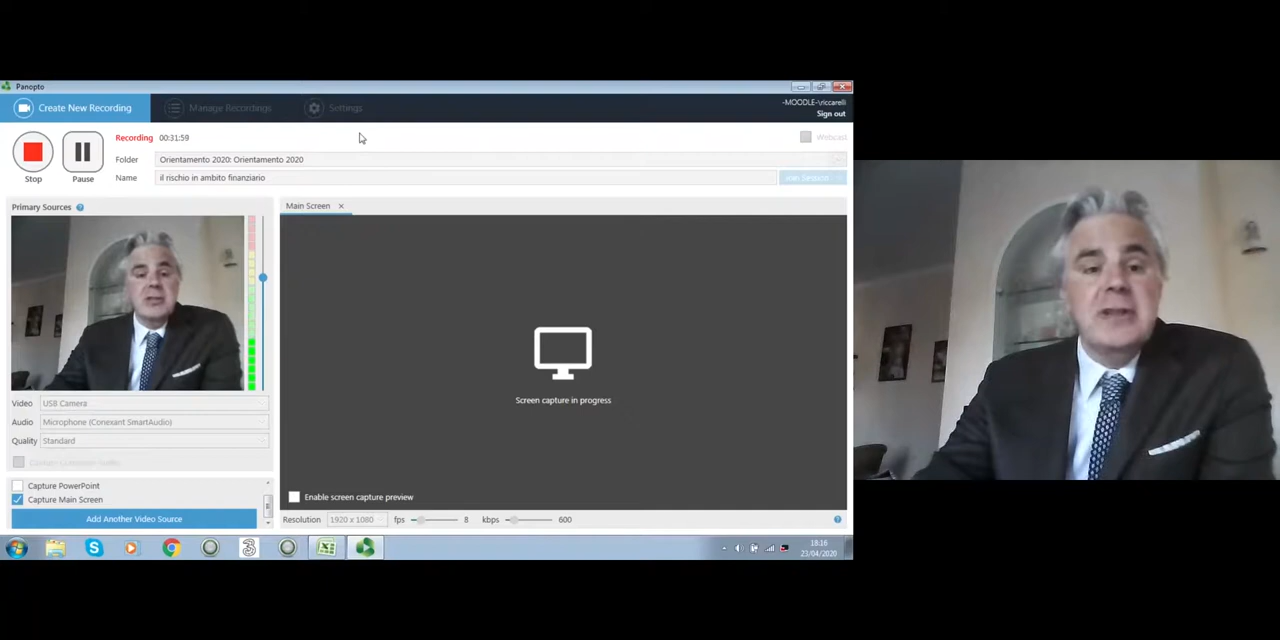 Panopto
Create New Recording
Manage Recordings
Settings
-MOODLE-\riccarelli
Sign out
Recording 00:31:59
Webcast
Stop
Pause
Folder Orientamento 2020: Orientamento 2020
Name il rischio in ambito finanziario
Join Session
Primary Sources ?
Main Screen x
Video USB Camera
Audio Microphone (Conexant SmartAudio)
Quality Standard
Screen capture in progress
Capture PowerPoint
Capture Main Screen
Enable screen capture preview
Add Another Video Source
Resolution 1920 x 1080 fps 8 kbps 600 ?
18:16
23/04/2020